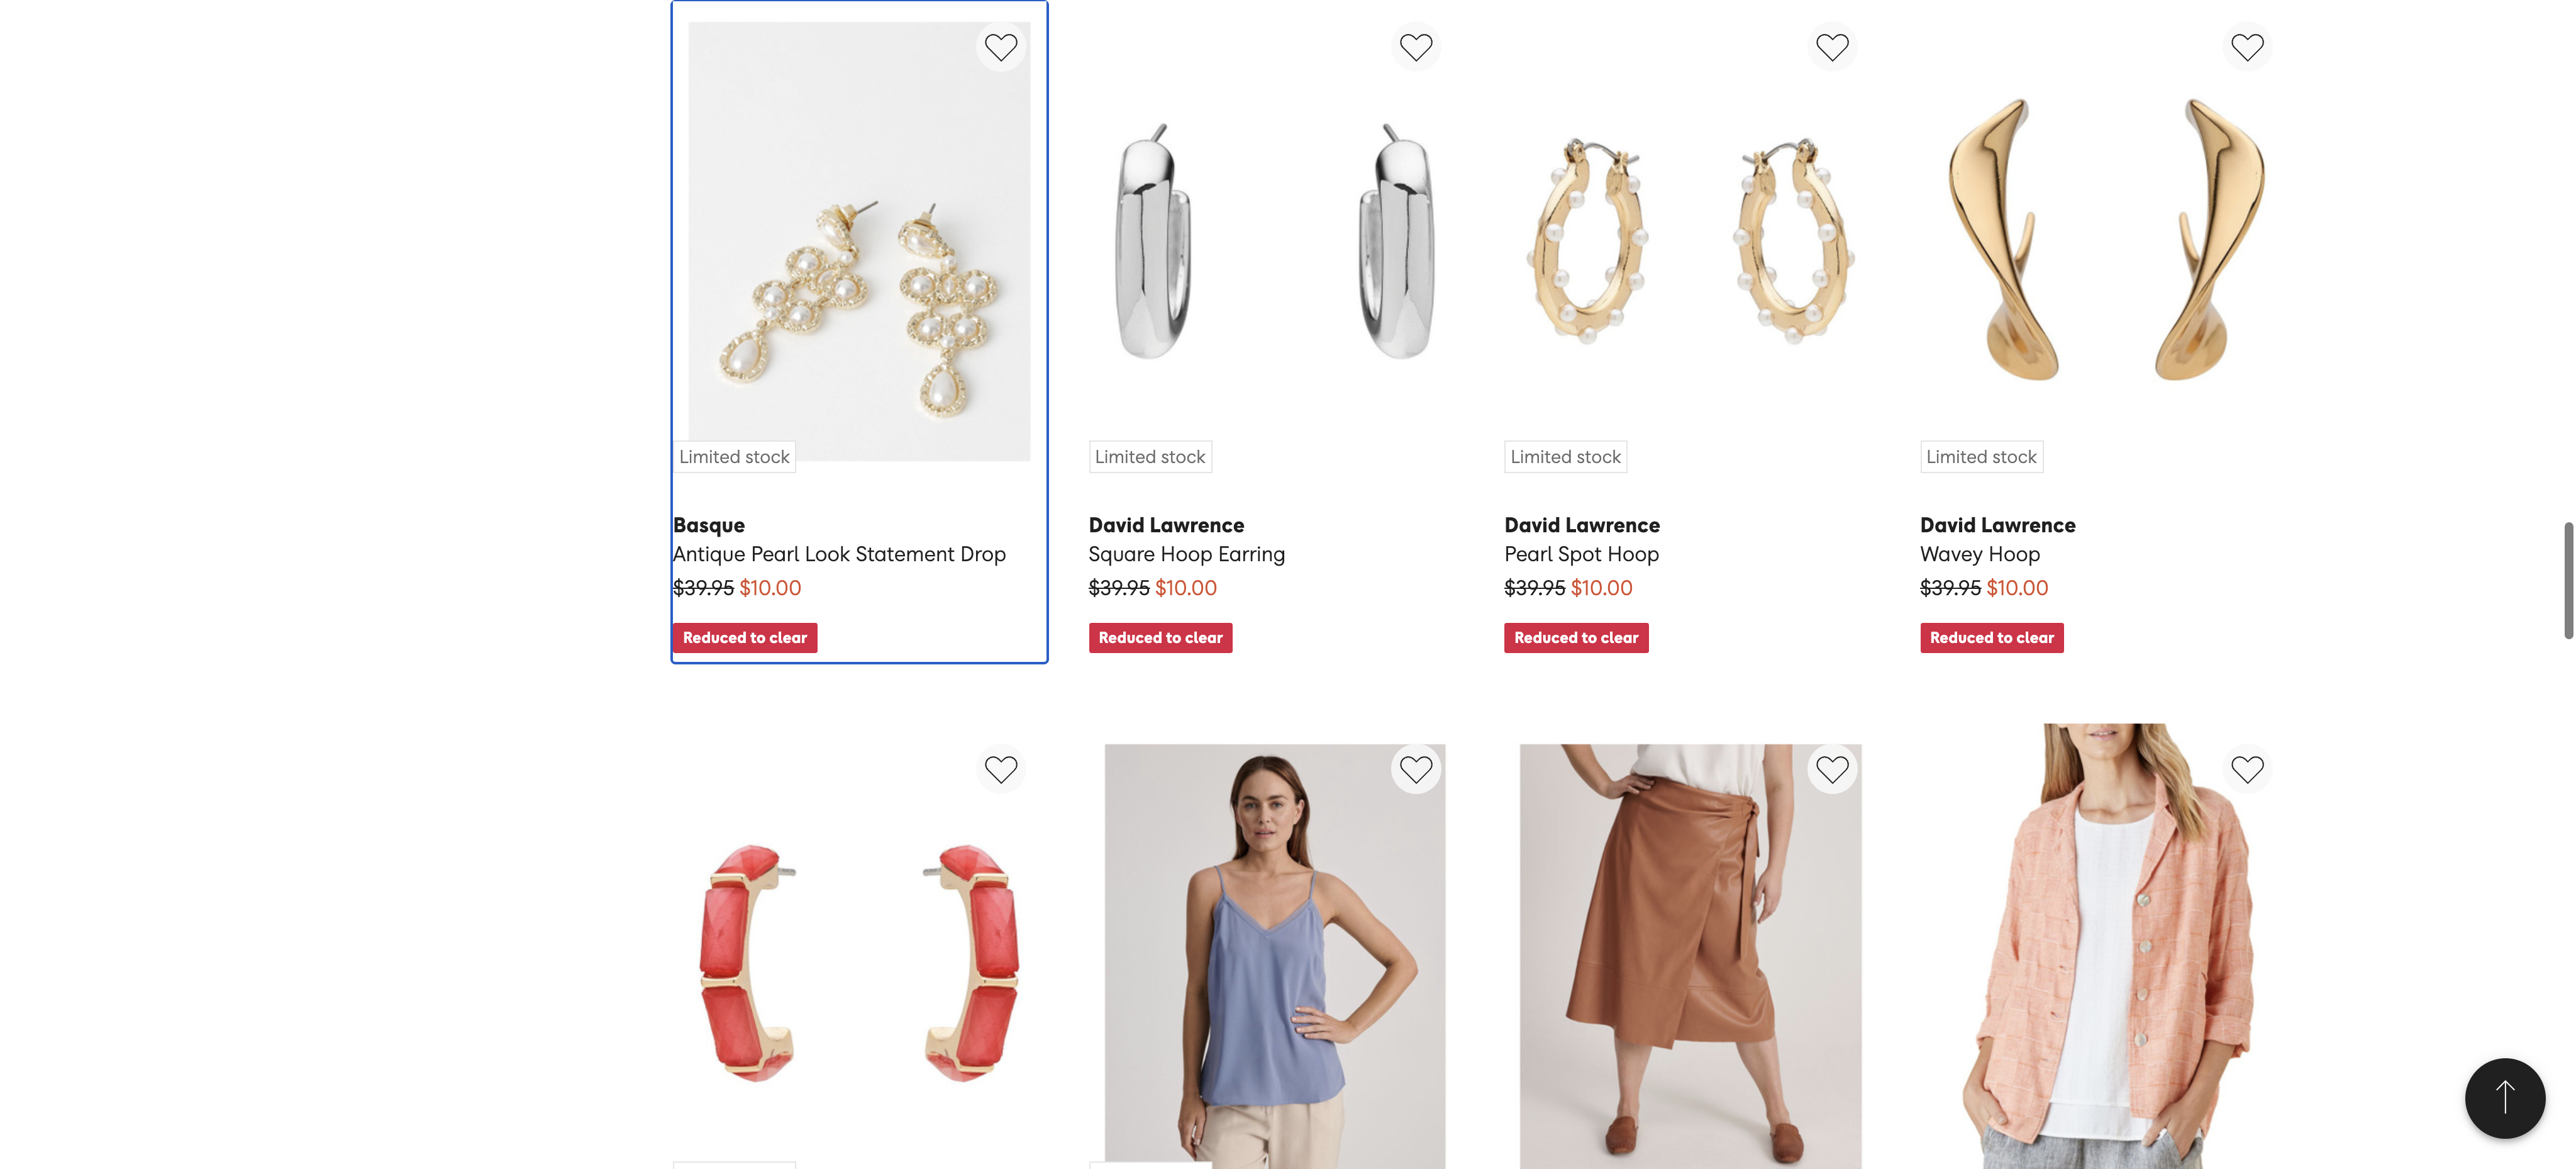 Limited stock
Basque
Antique Pearl Look Statement Drop
$39.95 $10.00
Reduced to clear
Limited stock
David Lawrence
Square Hoop Earring
$39.95 $10.00
Reduced to clear
Limited stock
David Lawrence
Pearl Spot Hoop
$39.95 $10.00
Reduced to clear
Limited stock
David Lawrence
Wavey Hoop
$39.95 $10.00
Reduced to clear